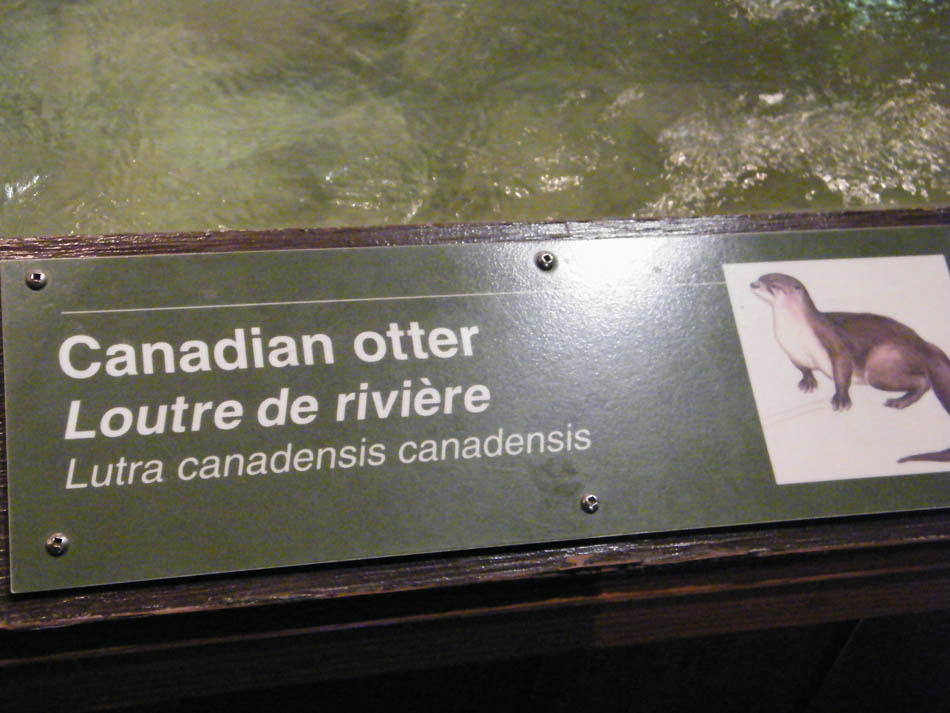 Canadian otter
Loutre de rivière
Lutra canadensis canadensis